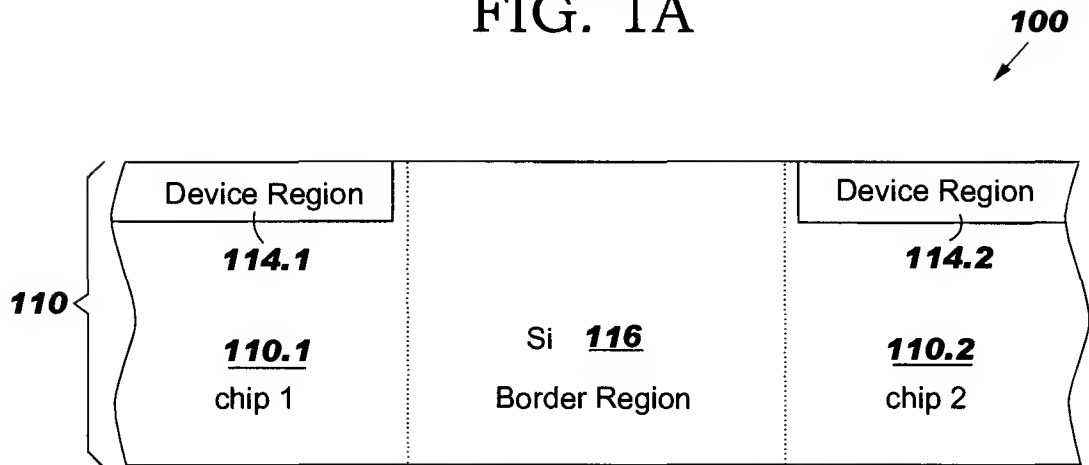 FIG. 1A
100
Device Region
Device Region
114.1
114.2
110
110.1
Si 116
110.2
chip 1
Border Region
chip 2